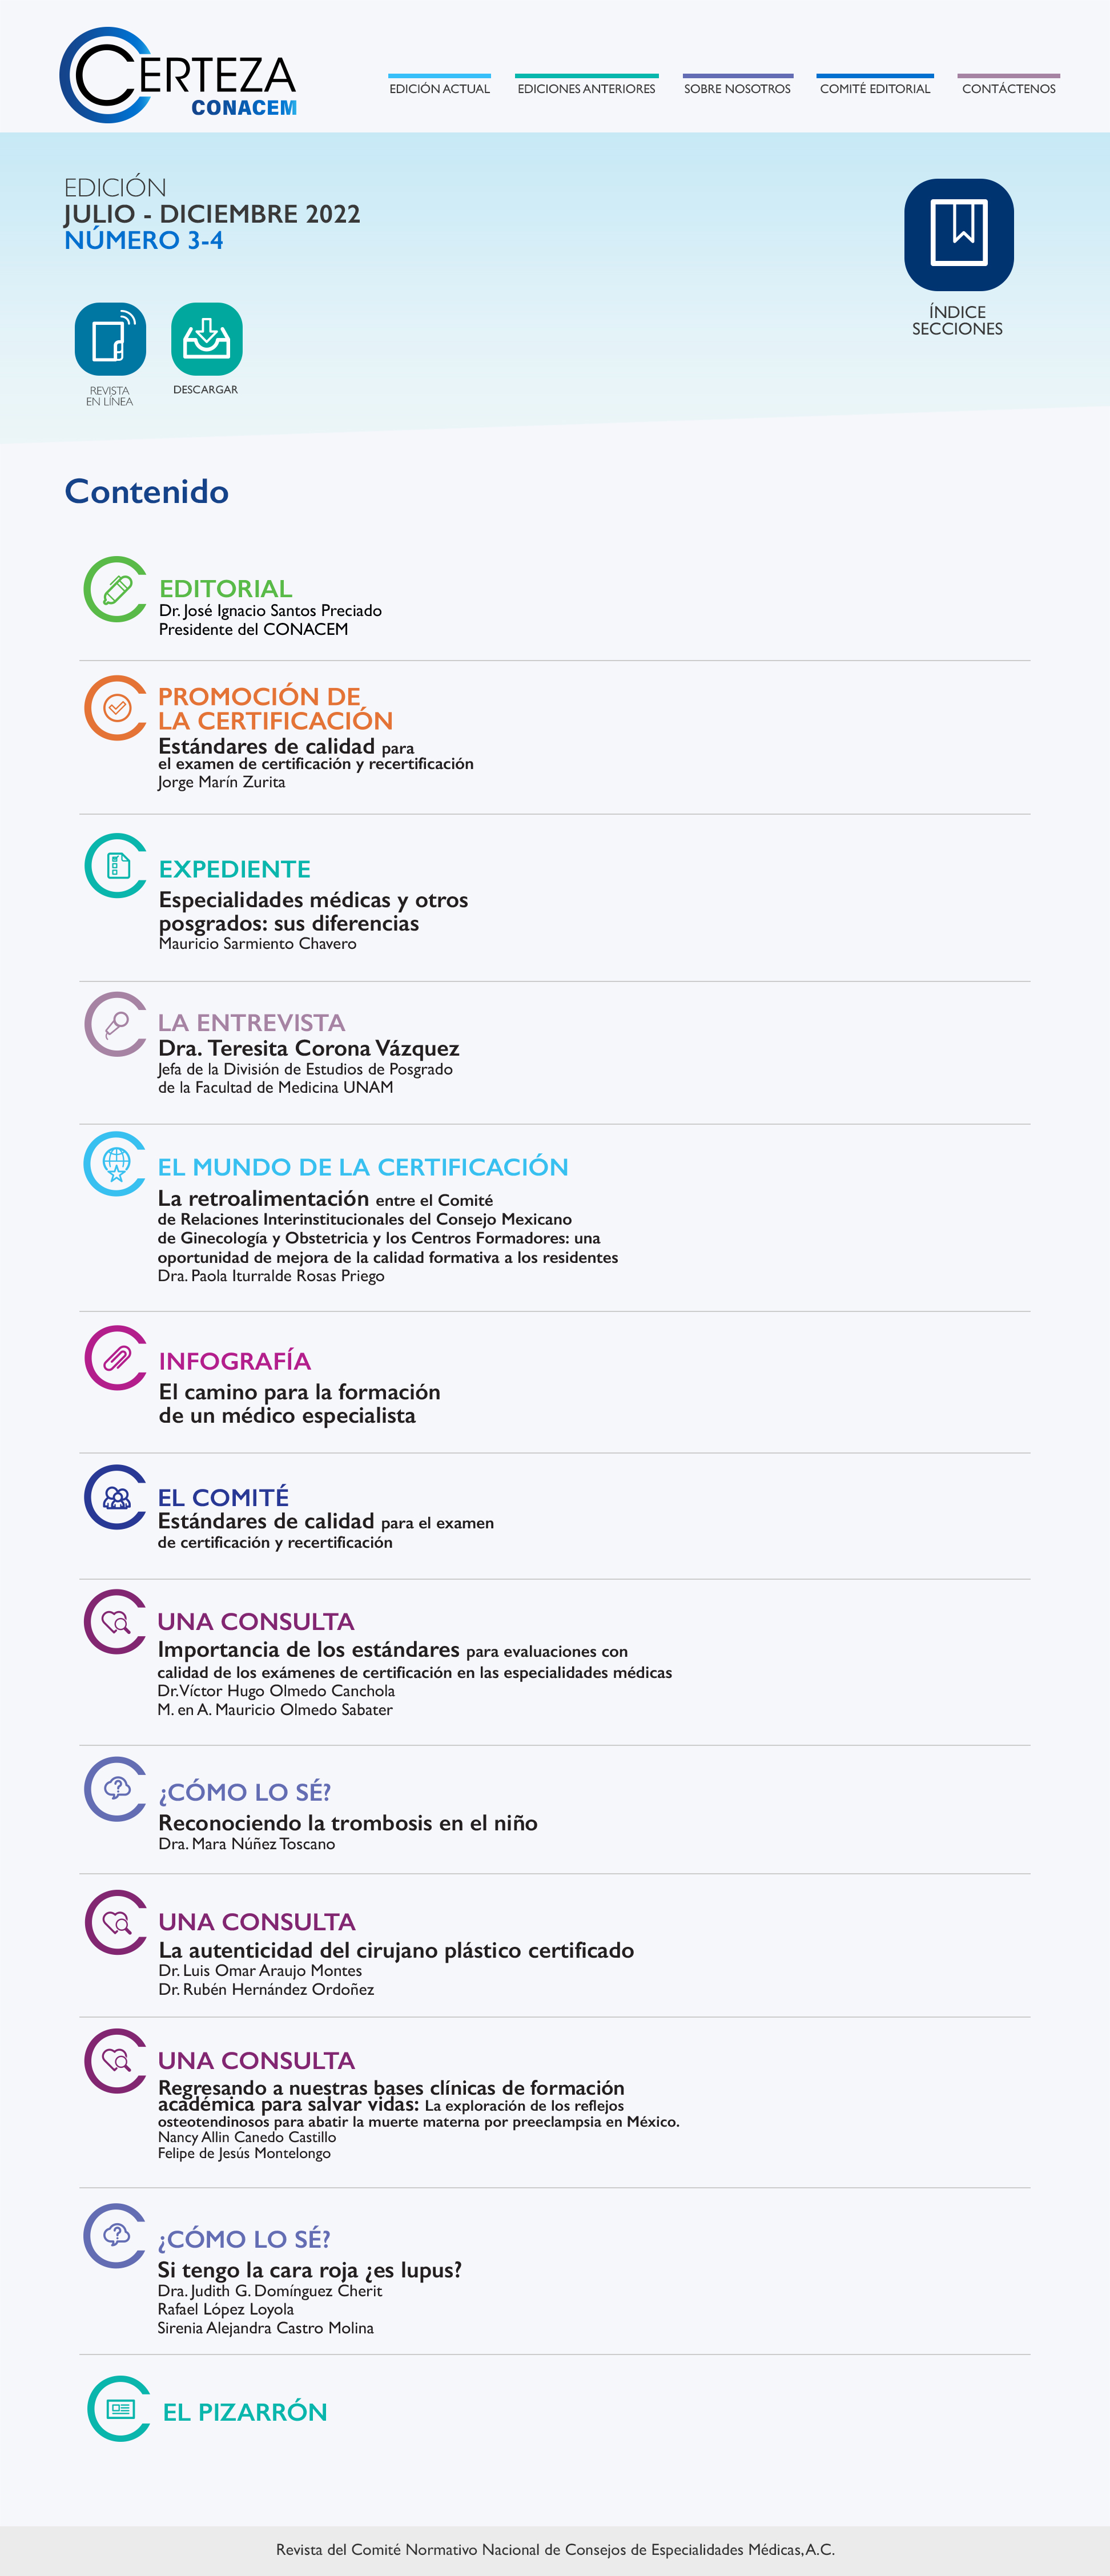 CERTEZA
CONACEM
EDICIÓN ACTUAL
EDICIONES ANTERIORES
SOBRE NOSOTROS
COMITÉ EDITORIAL
CONTÁCTENOS
EDICIÓN
JULIO - DICIEMBRE 2022
NÚMERO 3-4
REVISTA
EN LÍNEA
DESCARGAR
ÍNDICE
SECCIONES
Contenido
EDITORIAL
Dr. José Ignacio Santos Preciado
Presidente del CONACEM
PROMOCIÓN DE
LA CERTIFICACIÓN
Estándares de calidad para
el examen de certificación y recertificación
Jorge Marín Zurita
EXPEDIENTE
Especialidades médicas y otros
posgrados: sus diferencias
Mauricio Sarmiento Chavero
LA ENTREVISTA
Dra. Teresita Corona Vázquez
Jefa de la División de Estudios de Posgrado
de la Facultad de Medicina UNAM
EL MUNDO DE LA CERTIFICACIÓN
La retroalimentación entre el Comité
de Relaciones Interinstitucionales del Consejo Mexicano
de Ginecología y Obstetricia y los Centros Formadores: una
oportunidad de mejora de la calidad formativa a los residentes
Dra. Paola Iturralde Rosas Priego
INFOGRAFÍA
El camino para la formación
de un médico especialista
EL COMITÉ
Estándares de calidad para el examen
de certificación y recertificación
UNA CONSULTA
Importancia de los estándares para evaluaciones con
calidad de los exámenes de certificación en las especialidades médicas
Dr. Víctor Hugo Olmedo Canchola
M. en A. Mauricio Olmedo Sabater
¿CÓMO LO SÉ?
Reconociendo la trombosis en el niño
Dra. Mara Núñez Toscano
UNA CONSULTA
La autenticidad del cirujano plástico certificado
Dr. Luis Omar Araujo Montes
Dr. Rubén Hernández Ordoñez
UNA CONSULTA
Regresando a nuestras bases clínicas de formación
académica para salvar vidas: La exploración de los reflejos
osteotendinosos para abatir la muerte materna por preeclampsia en México.
Nancy Allin Canedo Castillo
Felipe de Jesús Montelongo
¿CÓMO LO SÉ?
Si tengo la cara roja ¿es lupus?
Dra. Judith G. Domínguez Cherit
Rafael López Loyola
Sirenia Alejandra Castro Molina
EL PIZARRÓN
Revista del Comité Normativo Nacional de Consejos de Especialidades Médicas, A.C.